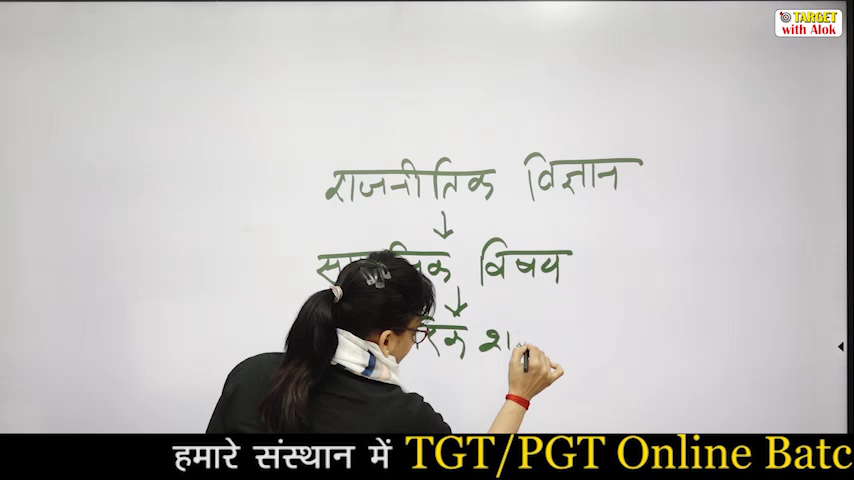 TARGET
with Alok
राजनीतिक विज्ञान
↓
विषय
↓
हमारे संस्थान में TGT/PGT Online Batc